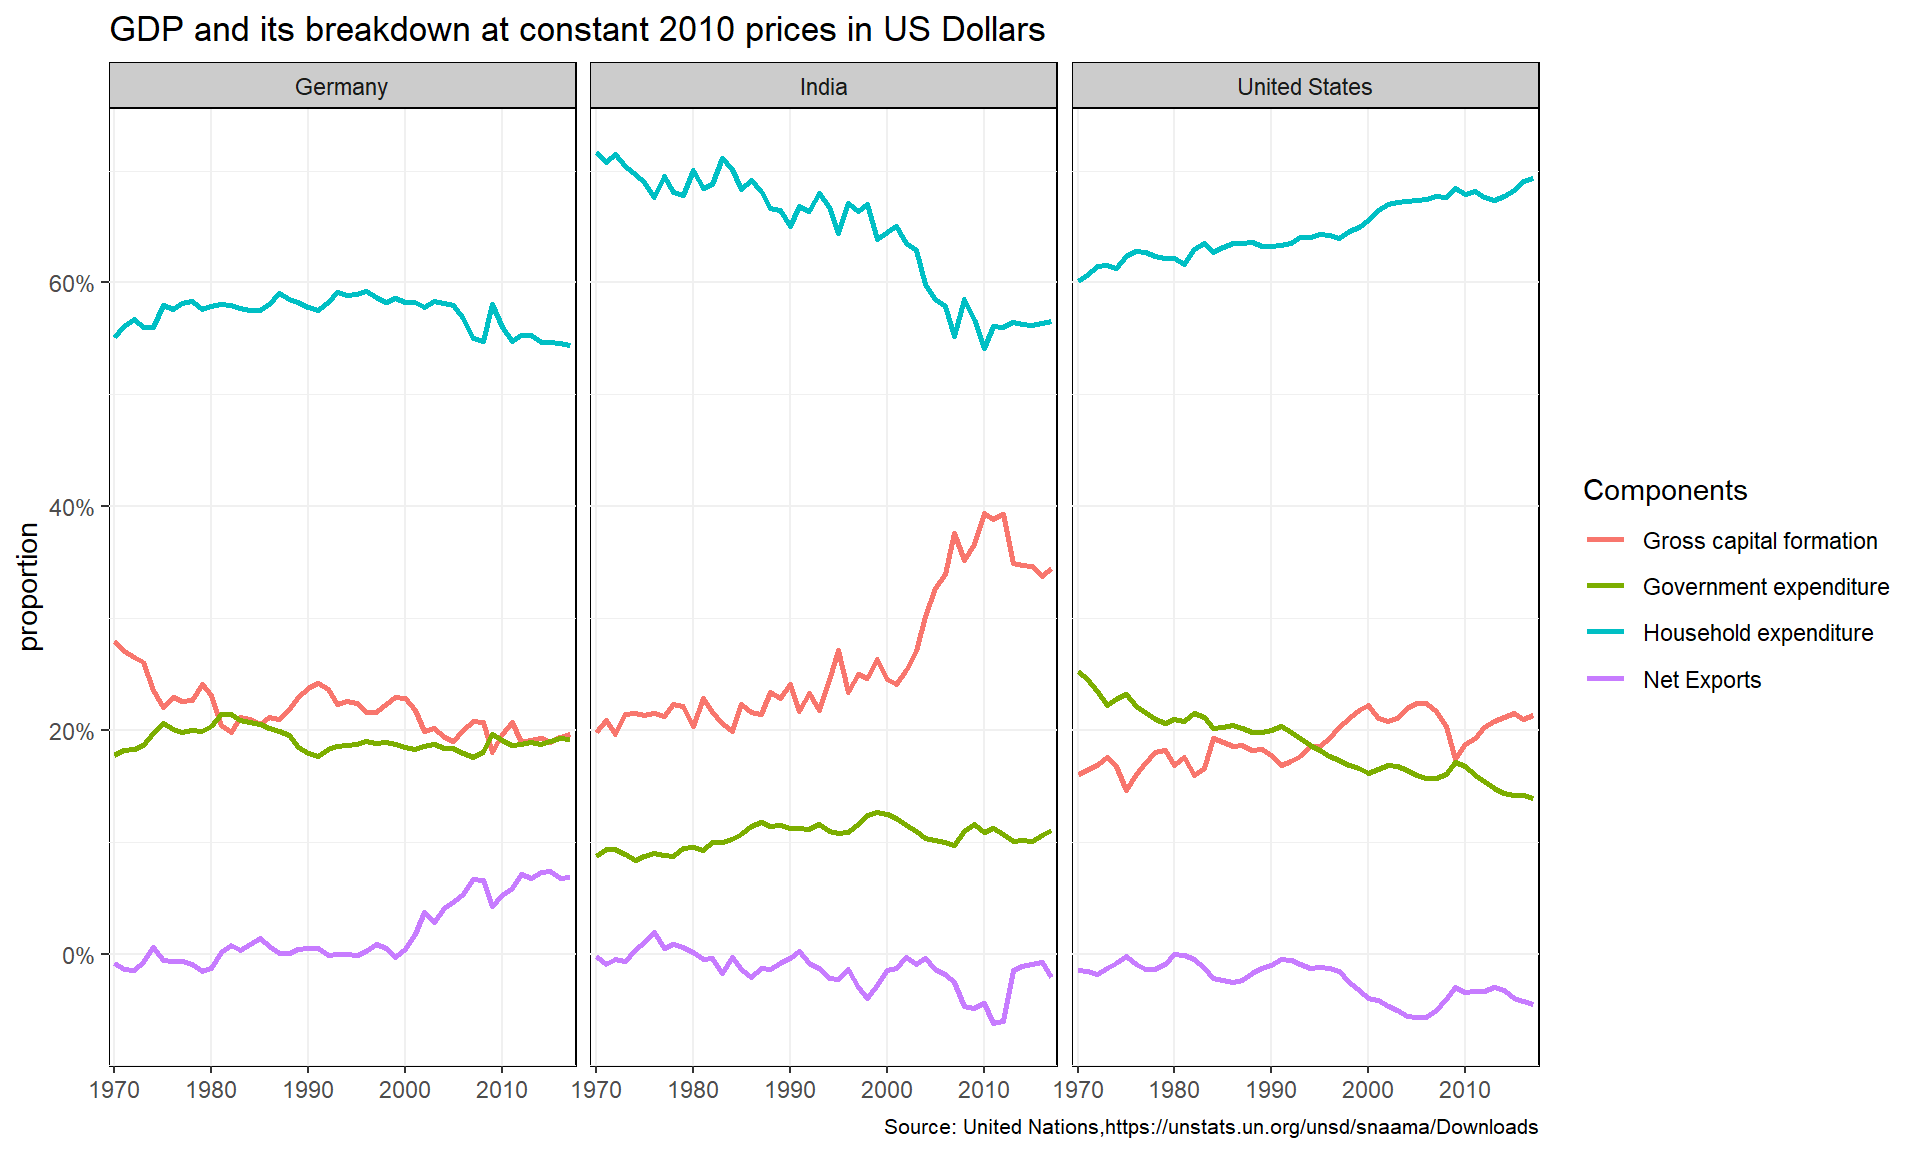 GDP and its breakdown at constant 2010 prices in US Dollars
Germany
India
United States
proportion
60%
40%
20%
0%
1970 1980 1990 2000 2010
1970 1980 1990 2000 2010
1970 1980 1990 2000 2010
Components
Gross capital formation
Government expenditure
Household expenditure
Net Exports
Source: United Nations,https://unstats.un.org/unsd/snaama/Downloads